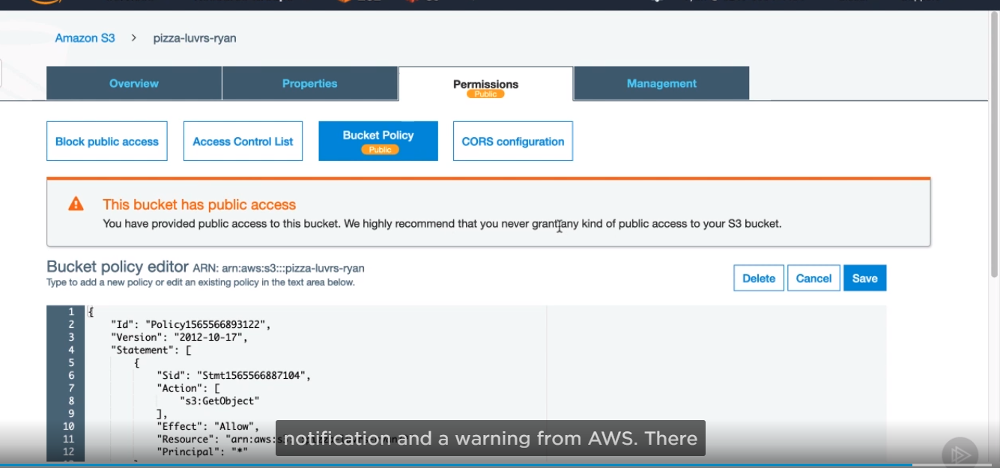 Amazon S3 > pizza-luvrs-ryan
Overview
Properties
Permissions
Public
Management
Block public access
Access Control List
Bucket Policy
Public
CORS configuration
This bucket has public access
You have provided public access to this bucket. We highly recommend that you never grant any kind of public access to your S3 bucket.
Bucket policy editor ARN: arn:aws:s3:::pizza-luvrs-ryan
Type to add a new policy or edit an existing policy in the text area below.
Delete
Cancel
Save
1 {
2 "Id": "Policy1565566893122",
3 "Version": "2012-10-17",
4 "Statement": [
5 {
6 "Sid": "Stmt1565566887104",
7 "Action": [
8 "s3:GetObject"
9 ],
10 "Effect": "Allow",
11 "Resource": "arn:aws:
12 "Principal": "*"
notification and a warning from AWS. There